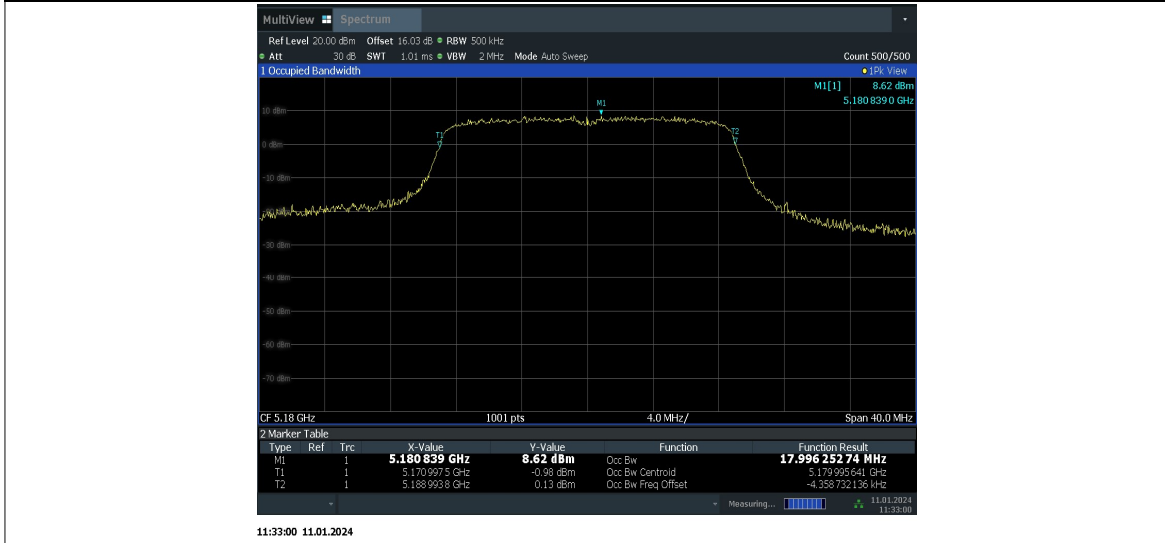 MultiView Spectrum
Ref Level 20.00 dBm Offset 16.03 dB RBW 500 kHz
Att 30 dB SWT 1.01 ms VBW 2 MHz Mode Auto Sweep Count 500/500
1 Occupied Bandwidth 1Pk View
M1[1] 8.62 dBm
5.180 839 0 GHz
M1
10 dBm
T1
T2
0 dBm
-10 dBm
-20 dBm
-30 dBm
-40 dBm
-50 dBm
-60 dBm
-70 dBm
CF 5.18 GHz 1001 pts 4.0 MHz/ Span 40.0 MHz
2 Marker Table
Type Ref Trc X-Value Y-Value Function Function Result
M1 1 5.180 839 GHz 8.62 dBm Occ Bw 17.996 252 74 MHz
T1 1 5.170 997 5 GHz -0.98 dBm Occ Bw Centroid 5.179 995 641 GHz
T2 1 5.188 993 8 GHz 0.13 dBm Occ Bw Freq Offset -4.358 732 136 kHz
Measuring... 11.01.2024
11:33:00
11:33:00 11.01.2024